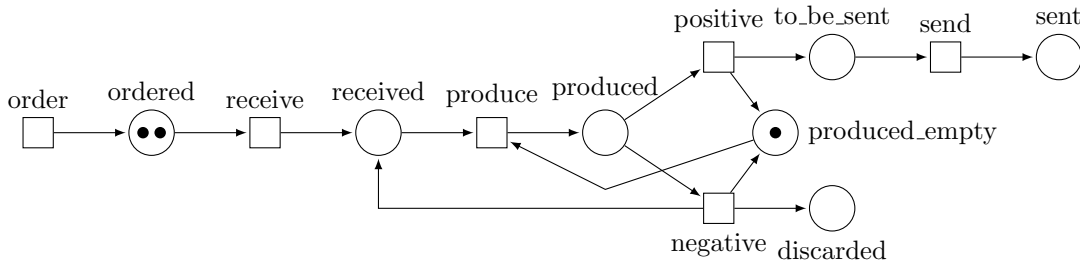 positive
to_be_sent
send
sent
order
ordered
receive
received
produce
produced
produced_empty
negative
discarded